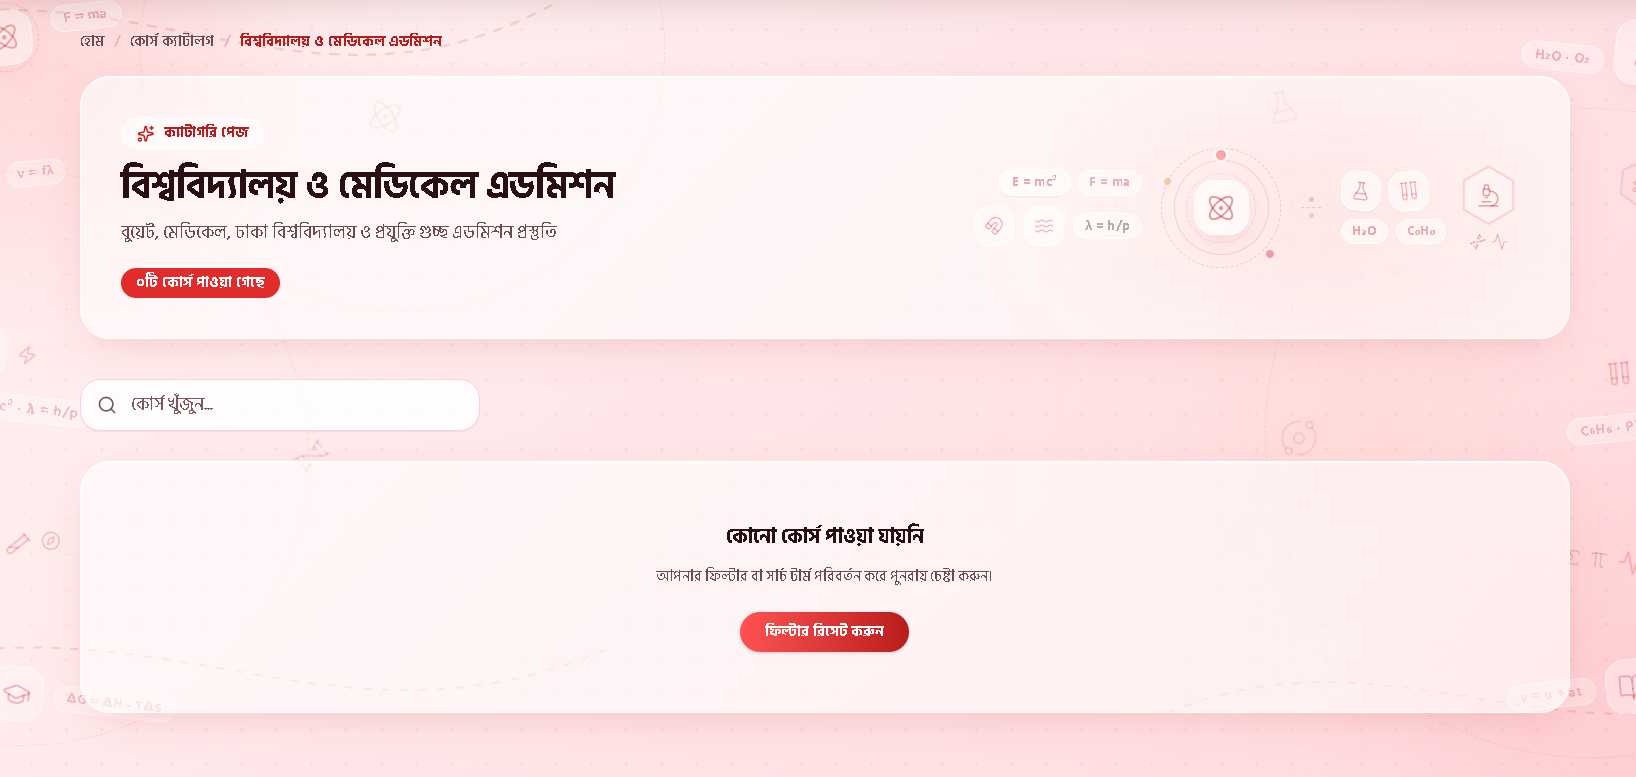 F = ma
হোম / কোর্স ক্যাটালগ / বিশ্ববিদ্যালয় ও মেডিকেল এডমিশন
H₂O · O₂
ক্যাটাগরি পেজ
v = fλ
বিশ্ববিদ্যালয় ও মেডিকেল এডমিশন
E = mc² F = ma
বুয়েট, মেডিকেল, ঢাকা বিশ্ববিদ্যালয় ও প্রযুক্তি গুচ্ছ এডমিশন প্রস্তুতি
λ = h/p
H₂O C₆H₆
০টি কোর্স পাওয়া গেছে
কোর্স খুঁজুন...
c² · λ = h/p
C₆H₆ · P
কোনো কোর্স পাওয়া যায়নি
Σ π
আপনার ফিল্টার বা সার্চ টার্ম পরিবর্তন করে পুনরায় চেষ্টা করুন।
ফিল্টার রিসেট করুন
ΔG = ΔH - TΔS
v = u + at